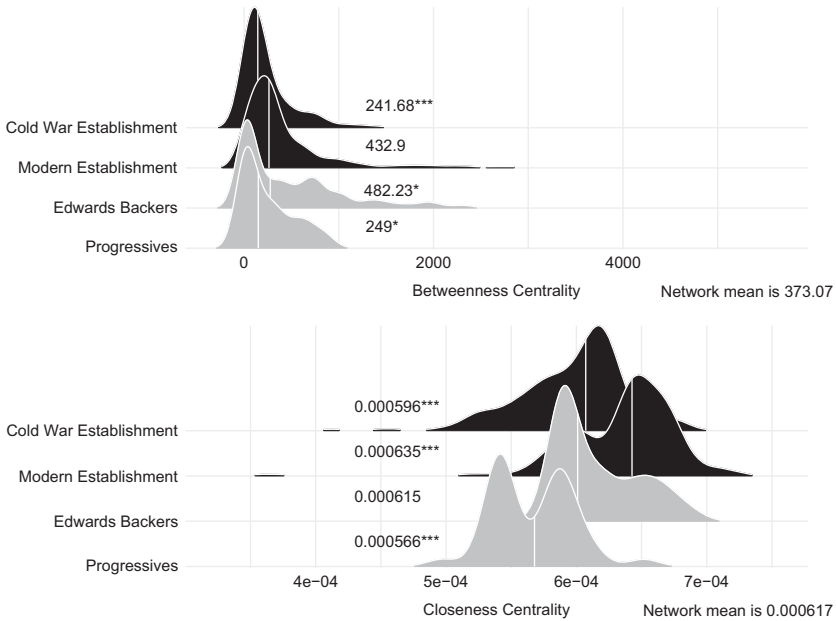 241.68***
Cold War Establishment
432.9
Modern Establishment
482.23*
Edwards Backers
249*
Progressives
0 2000 4000
Betweenness Centrality Network mean is 373.07
0.000596***
Cold War Establishment
0.000635***
Modern Establishment
0.000615
Edwards Backers
0.000566***
Progressives
4e−04 5e−04 6e−04 7e−04
Closeness Centrality Network mean is 0.000617